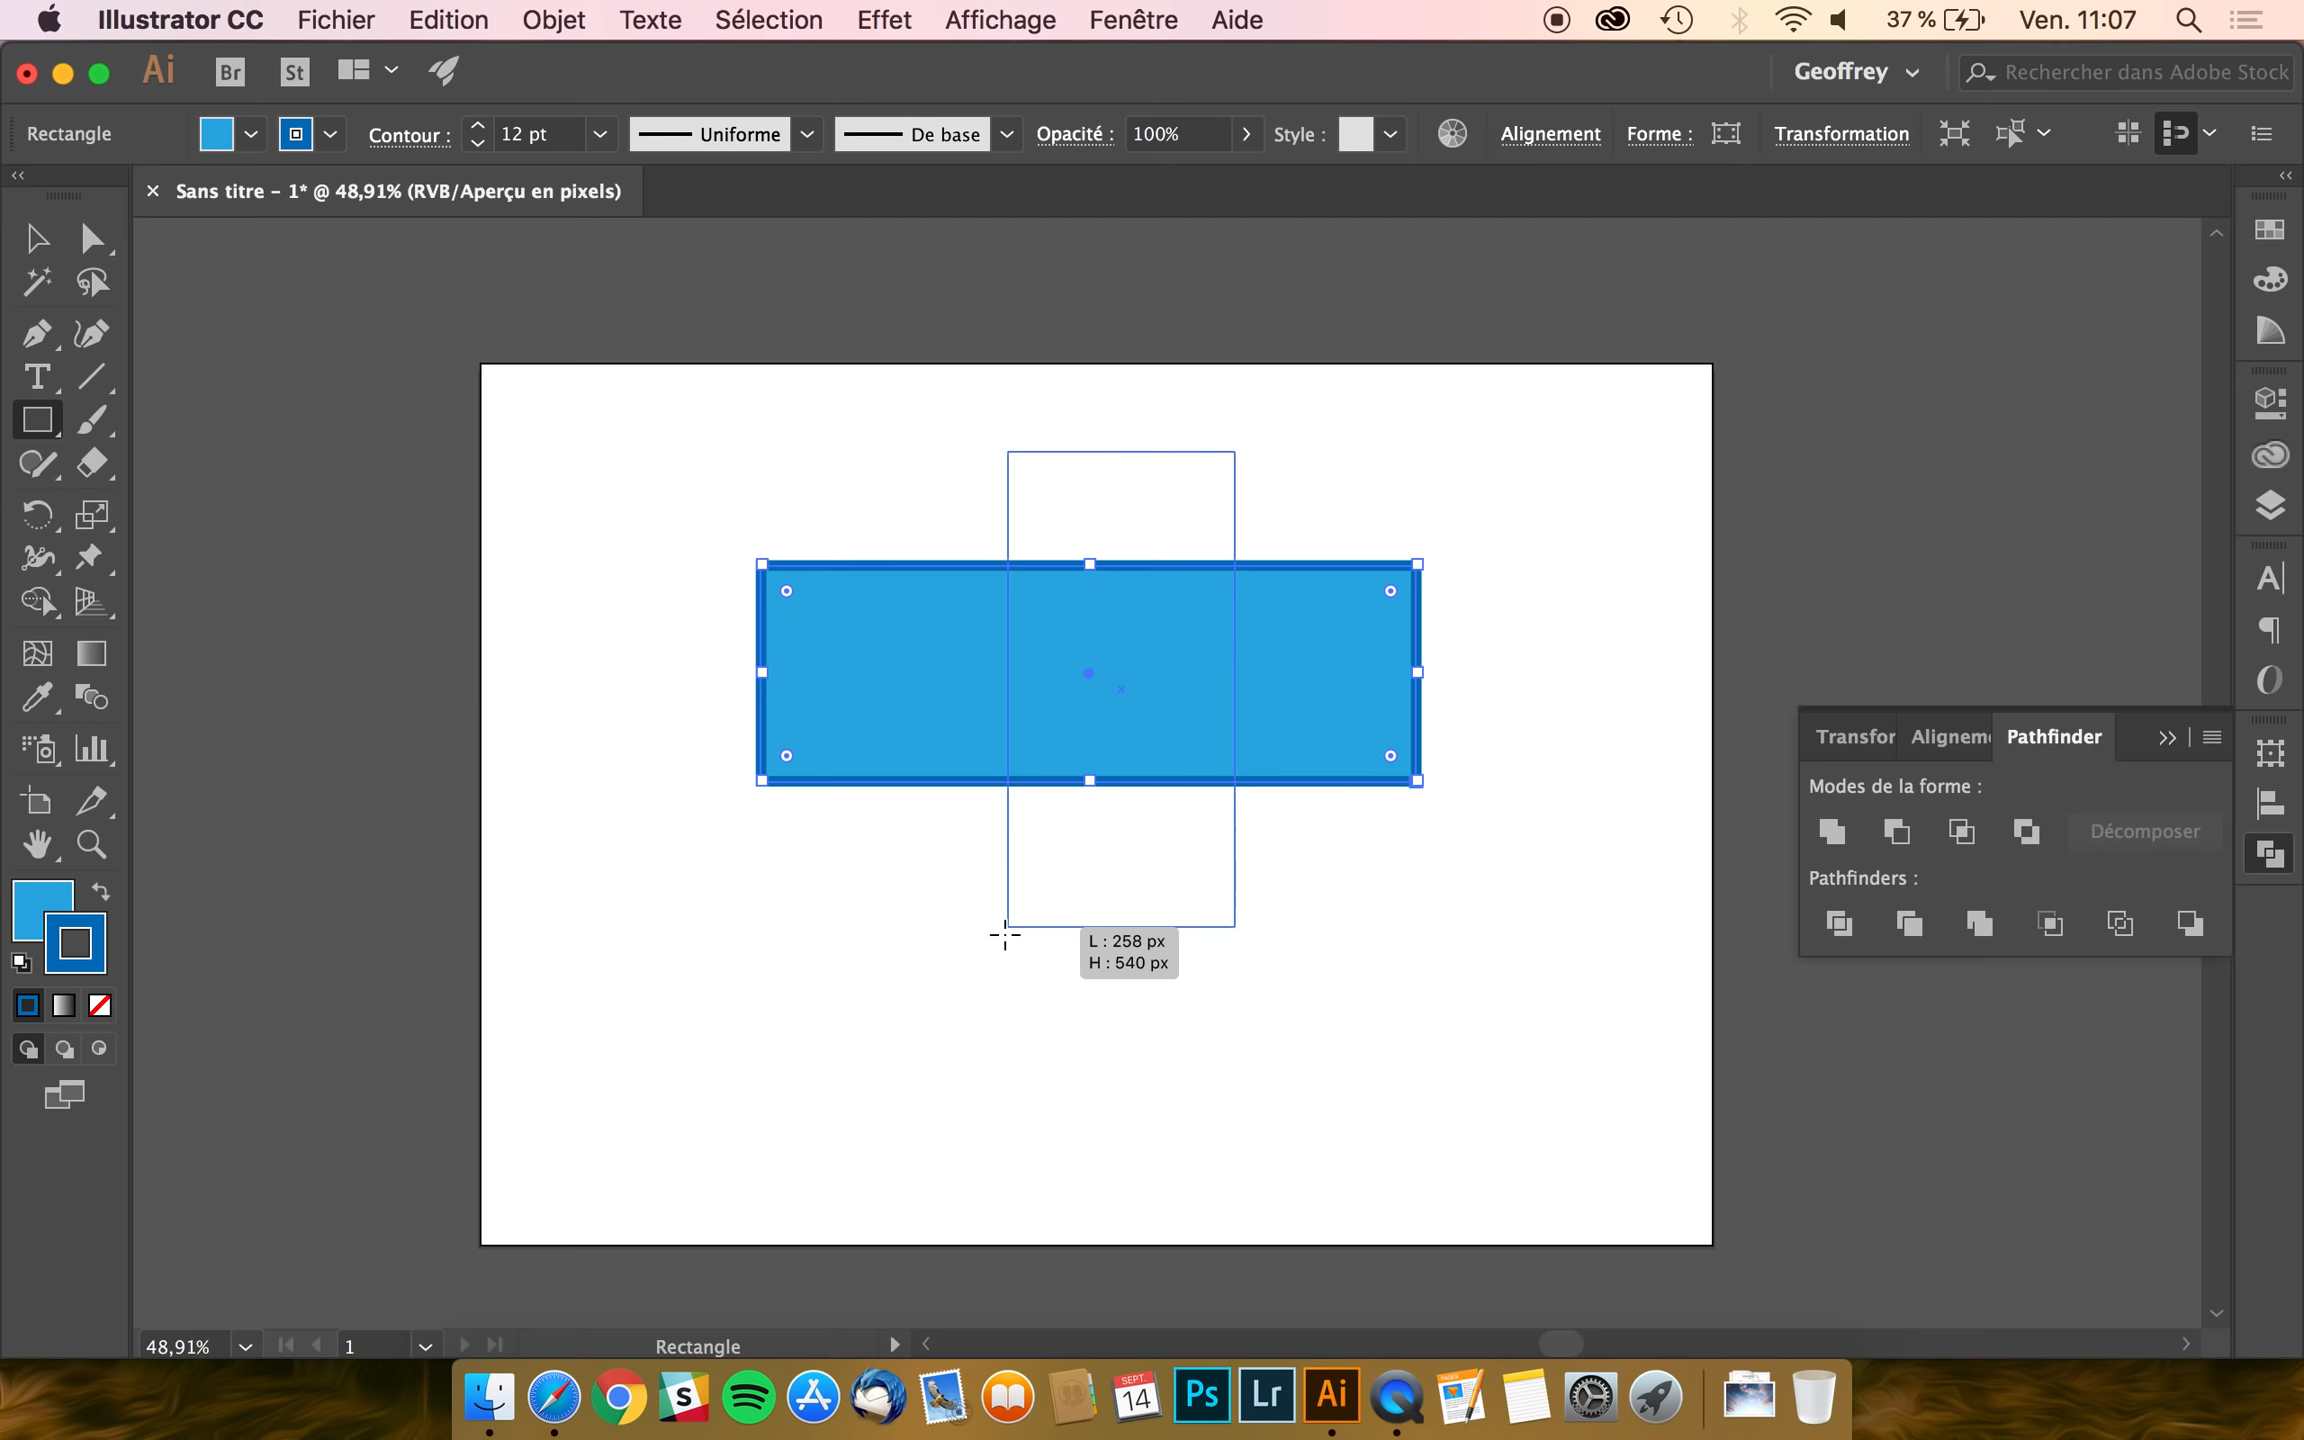 Illustrator CC Fichier Edition Objet Texte Sélection Effet Affichage Fenêtre Aide 37 % Ven. 11:07
Ai Br St Geoffrey Rechercher dans Adobe Stock
Rectangle Contour : 12 pt Uniforme De base Opacité : 100% Style : Alignement Forme : Transformation
Sans titre – 1* @ 48,91% (RVB/Aperçu en pixels)
Transfor Alignem Pathfinder
Modes de la forme :
Décomposer
Pathfinders :
L : 258 px
H : 540 px
48,91% 1 Rectangle
SEPT.
14
Ps Lr Ai